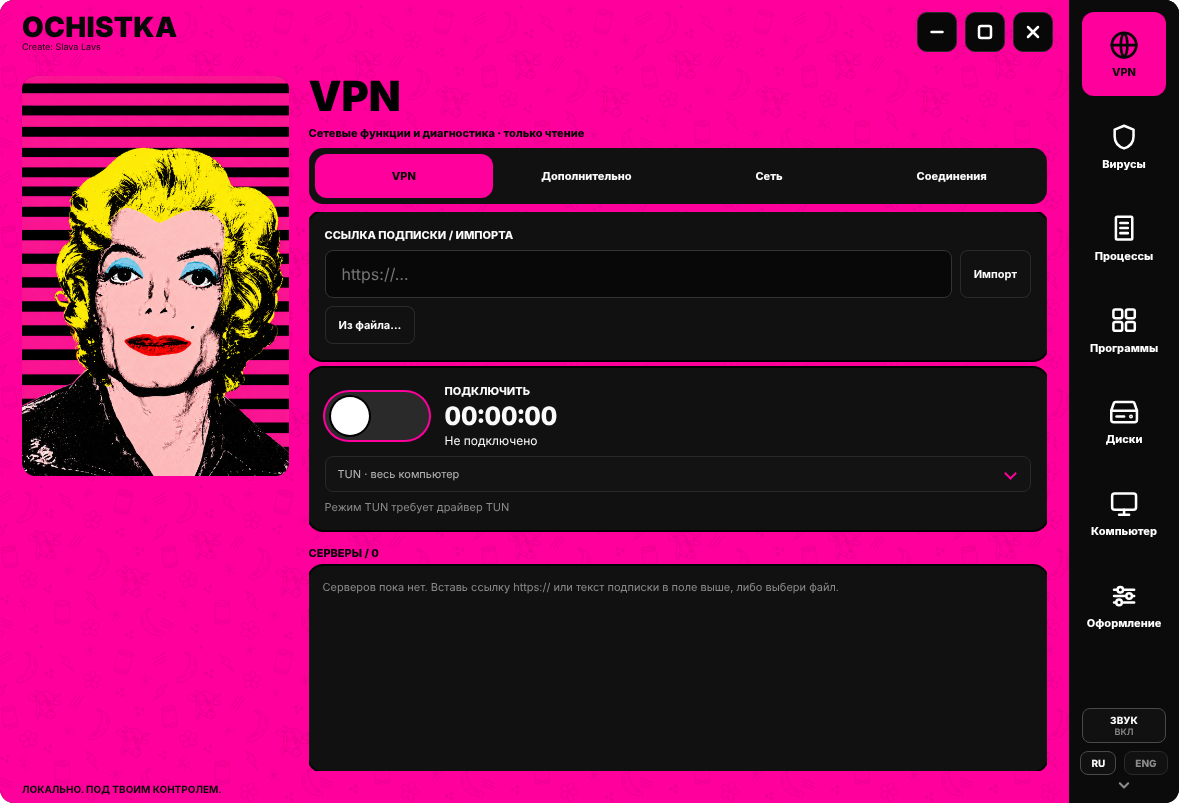 OCHISTKA
Create: Slava Lavs
VPN
Сетевые функции и диагностика · только чтение
VPN
Дополнительно
Сеть
Соединения
ССЫЛКА ПОДПИСКИ / ИМПОРТА
https://...
Импорт
Из файла...
ПОДКЛЮЧИТЬ
00:00:00
Не подключено
TUN · весь компьютер
Режим TUN требует драйвер TUN
СЕРВЕРЫ / 0
Серверов пока нет. Вставь ссылку https:// или текст подписки в поле выше, либо выбери файл.
ЛОКАЛЬНО. ПОД ТВОИМ КОНТРОЛЕМ.
VPN
Вирусы
Процессы
Программы
Диски
Компьютер
Оформление
ЗВУК
ВКЛ
RU
ENG